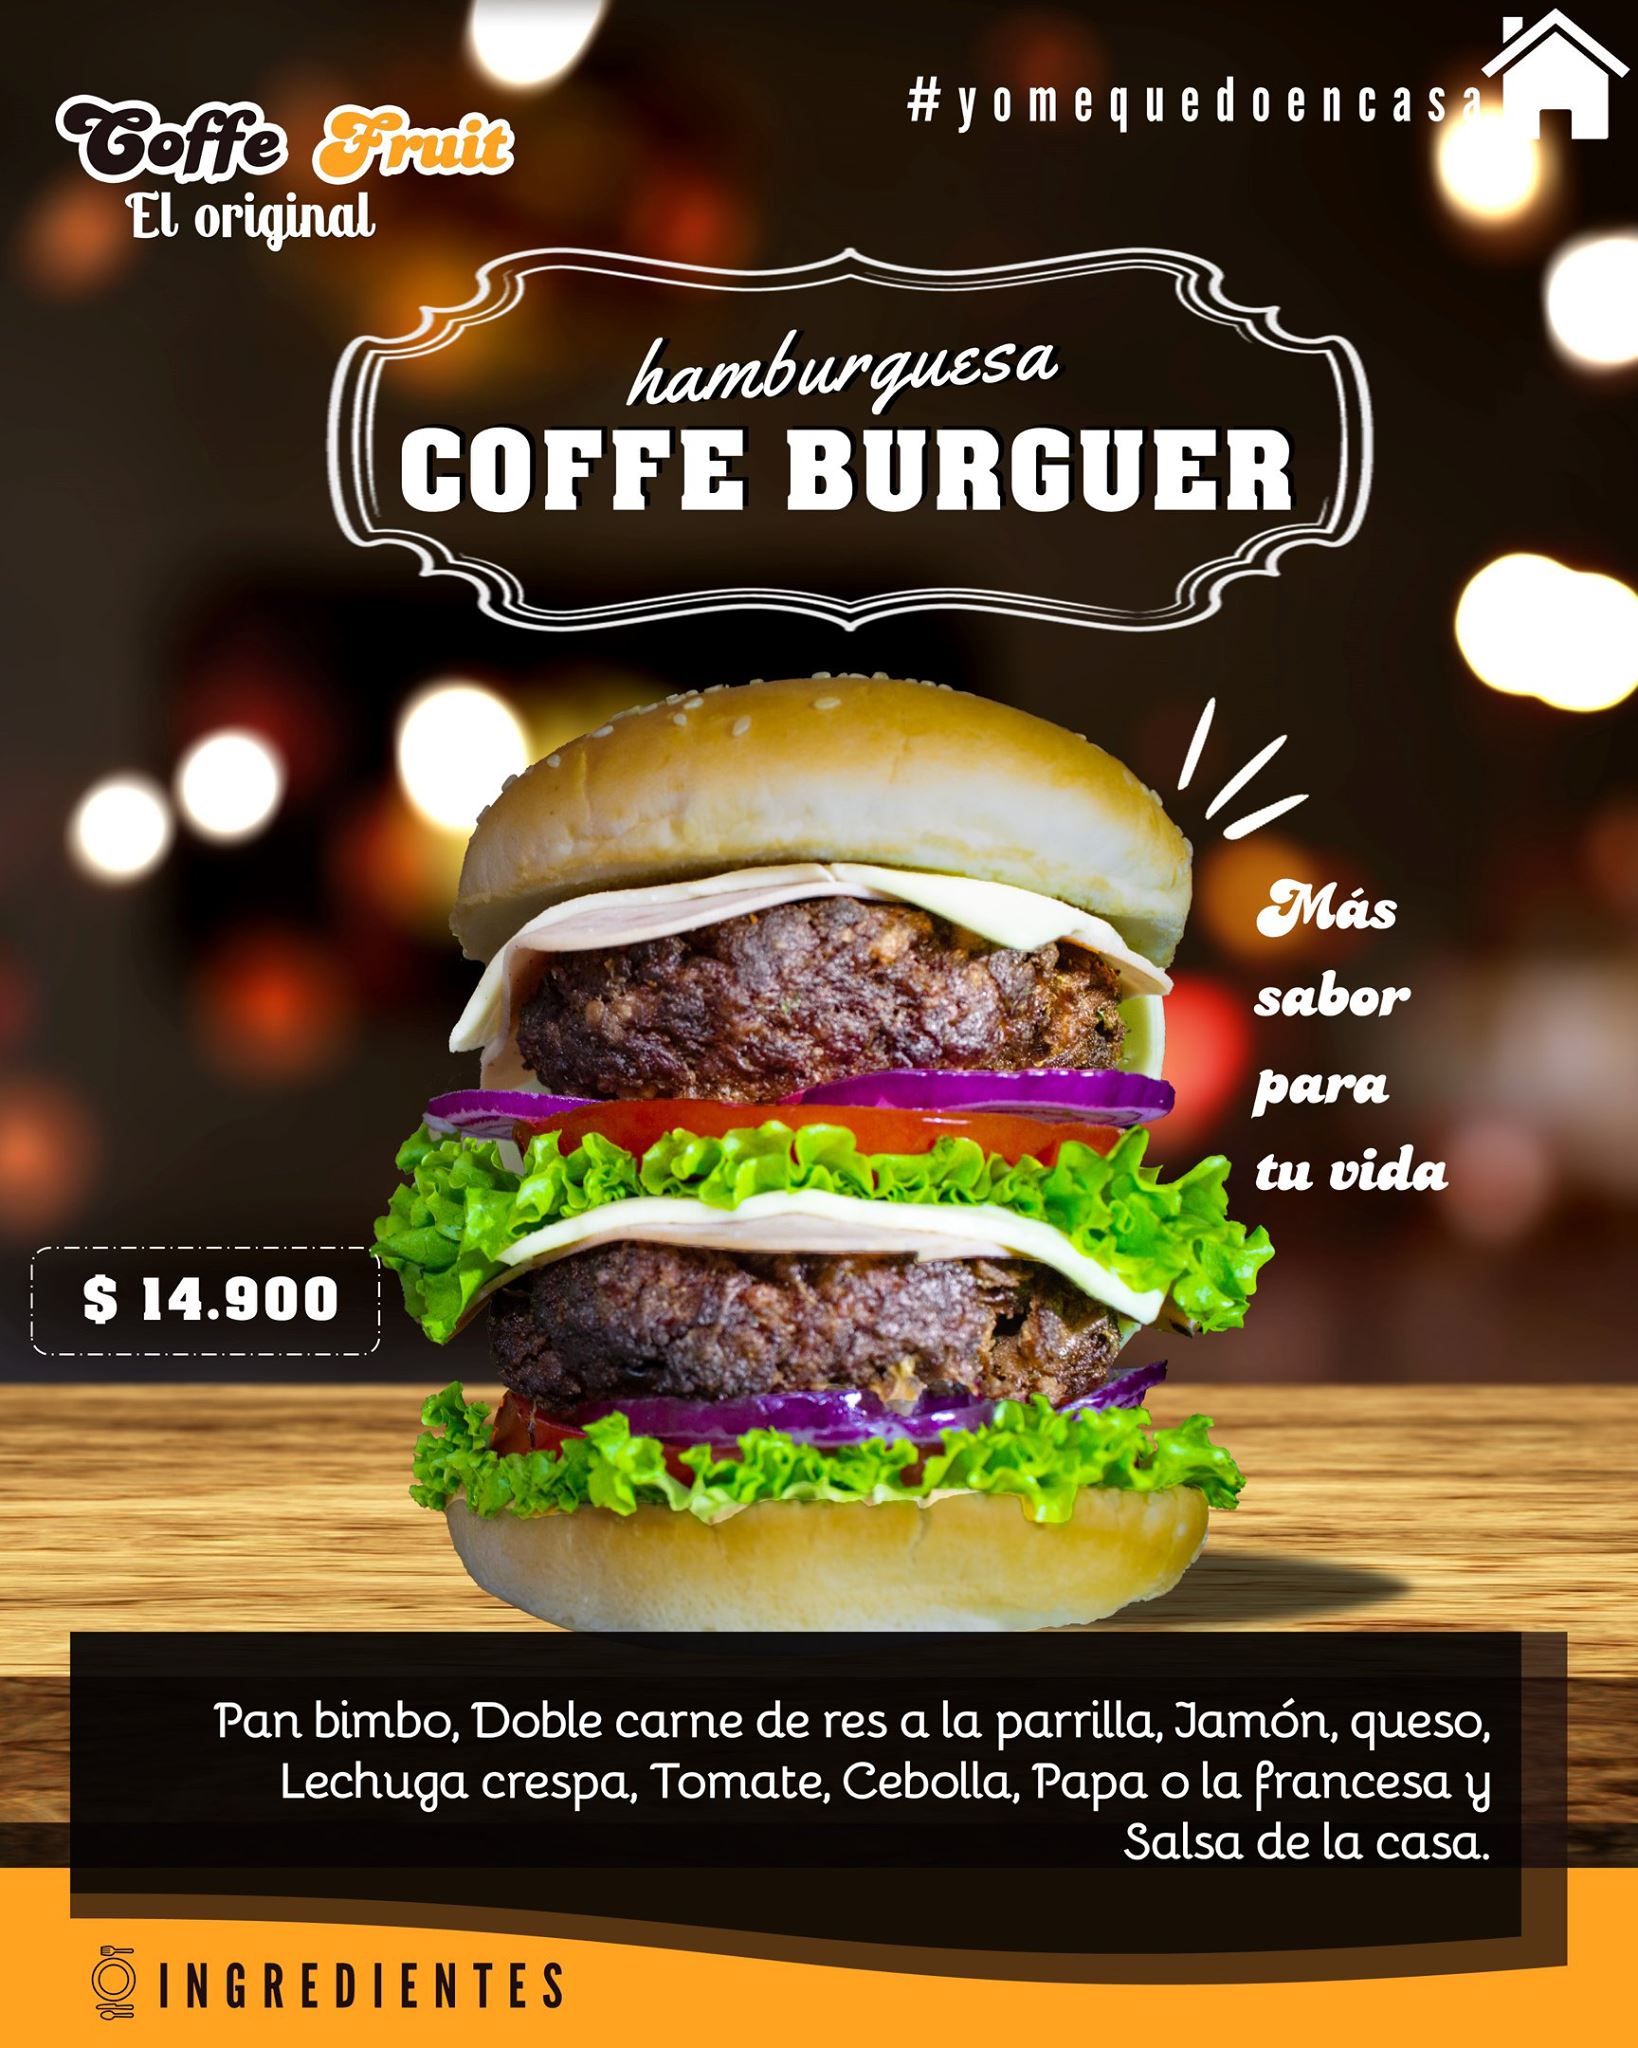 Coffe Fruit
El original
#yomequedoencasa
hamburguesa
COFFE BURGUER
Más
sabor
para
tu vida
$ 14.900
Pan bimbo, Doble carne de res a la parrilla, Jamón, queso,
Lechuga crespa, Tomate, Cebolla, Papa o la francesa y
Salsa de la casa.
INGREDIENTES